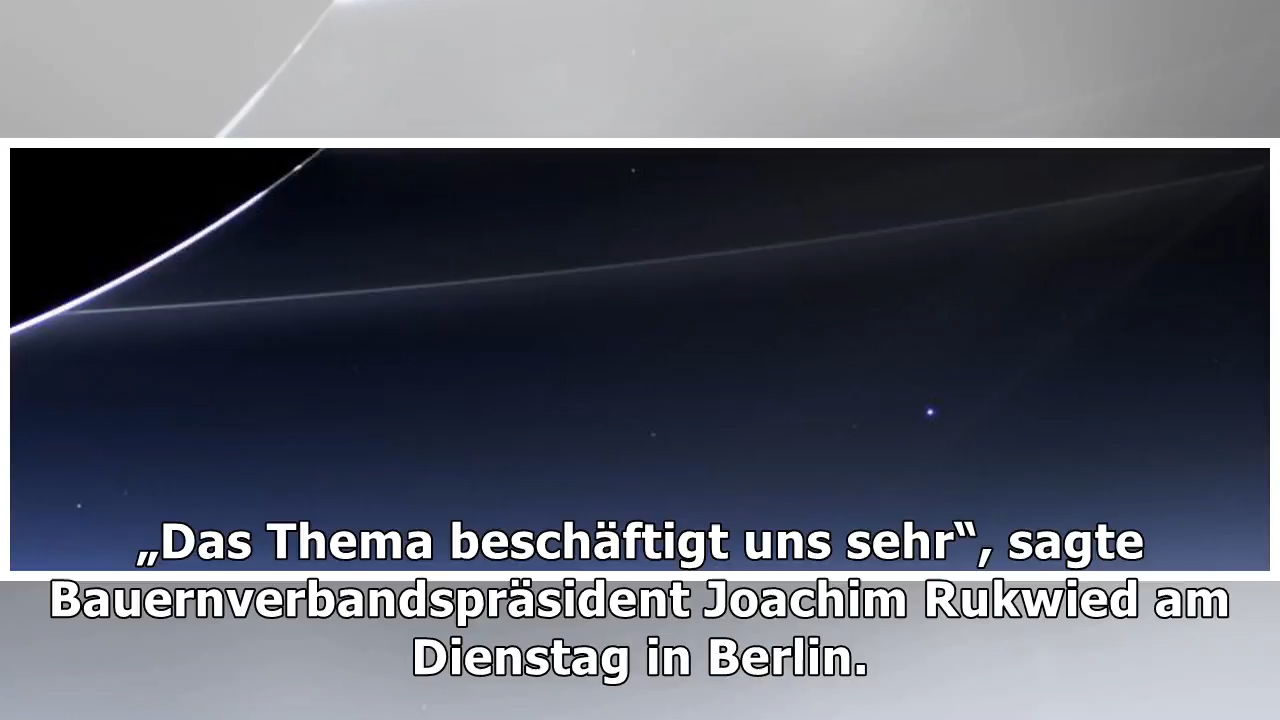 „Das Thema beschäftigt uns sehr“, sagte
Bauernverbandspräsident Joachim Rukwied am
Dienstag in Berlin.